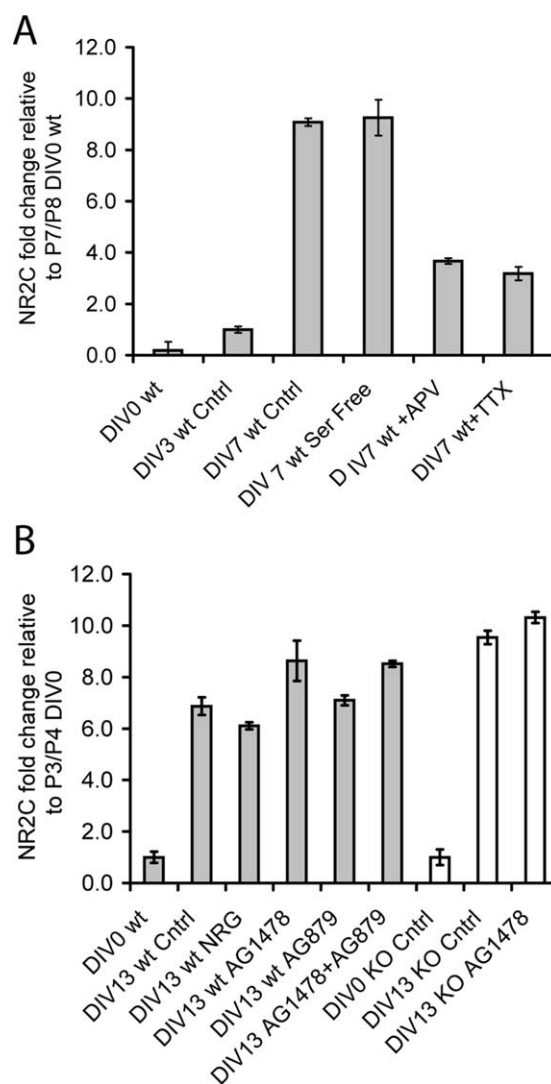 A
NR2C fold change relative
to P7/P8 DIV0 wt
12.0
10.0
8.0
6.0
4.0
2.0
0.0
DIV0 wt
DIV3 wt Cntrl
DIV7 wt Cntrl
DIV 7 wt Ser Free
D IV7 wt +APV
DIV7 wt+TTX
B
NR2C fold change relative
to P3/P4 DIV0
12.0
10.0
8.0
6.0
4.0
2.0
0.0
DIV0 wt
DIV13 wt Cntrl
DIV13 wt NRG
DIV13 wt AG1478
DIV13 wt AG879
DIV13 AG1478+AG879
DIV0 KO Cntrl
DIV13 KO Cntrl
DIV13 KO AG1478